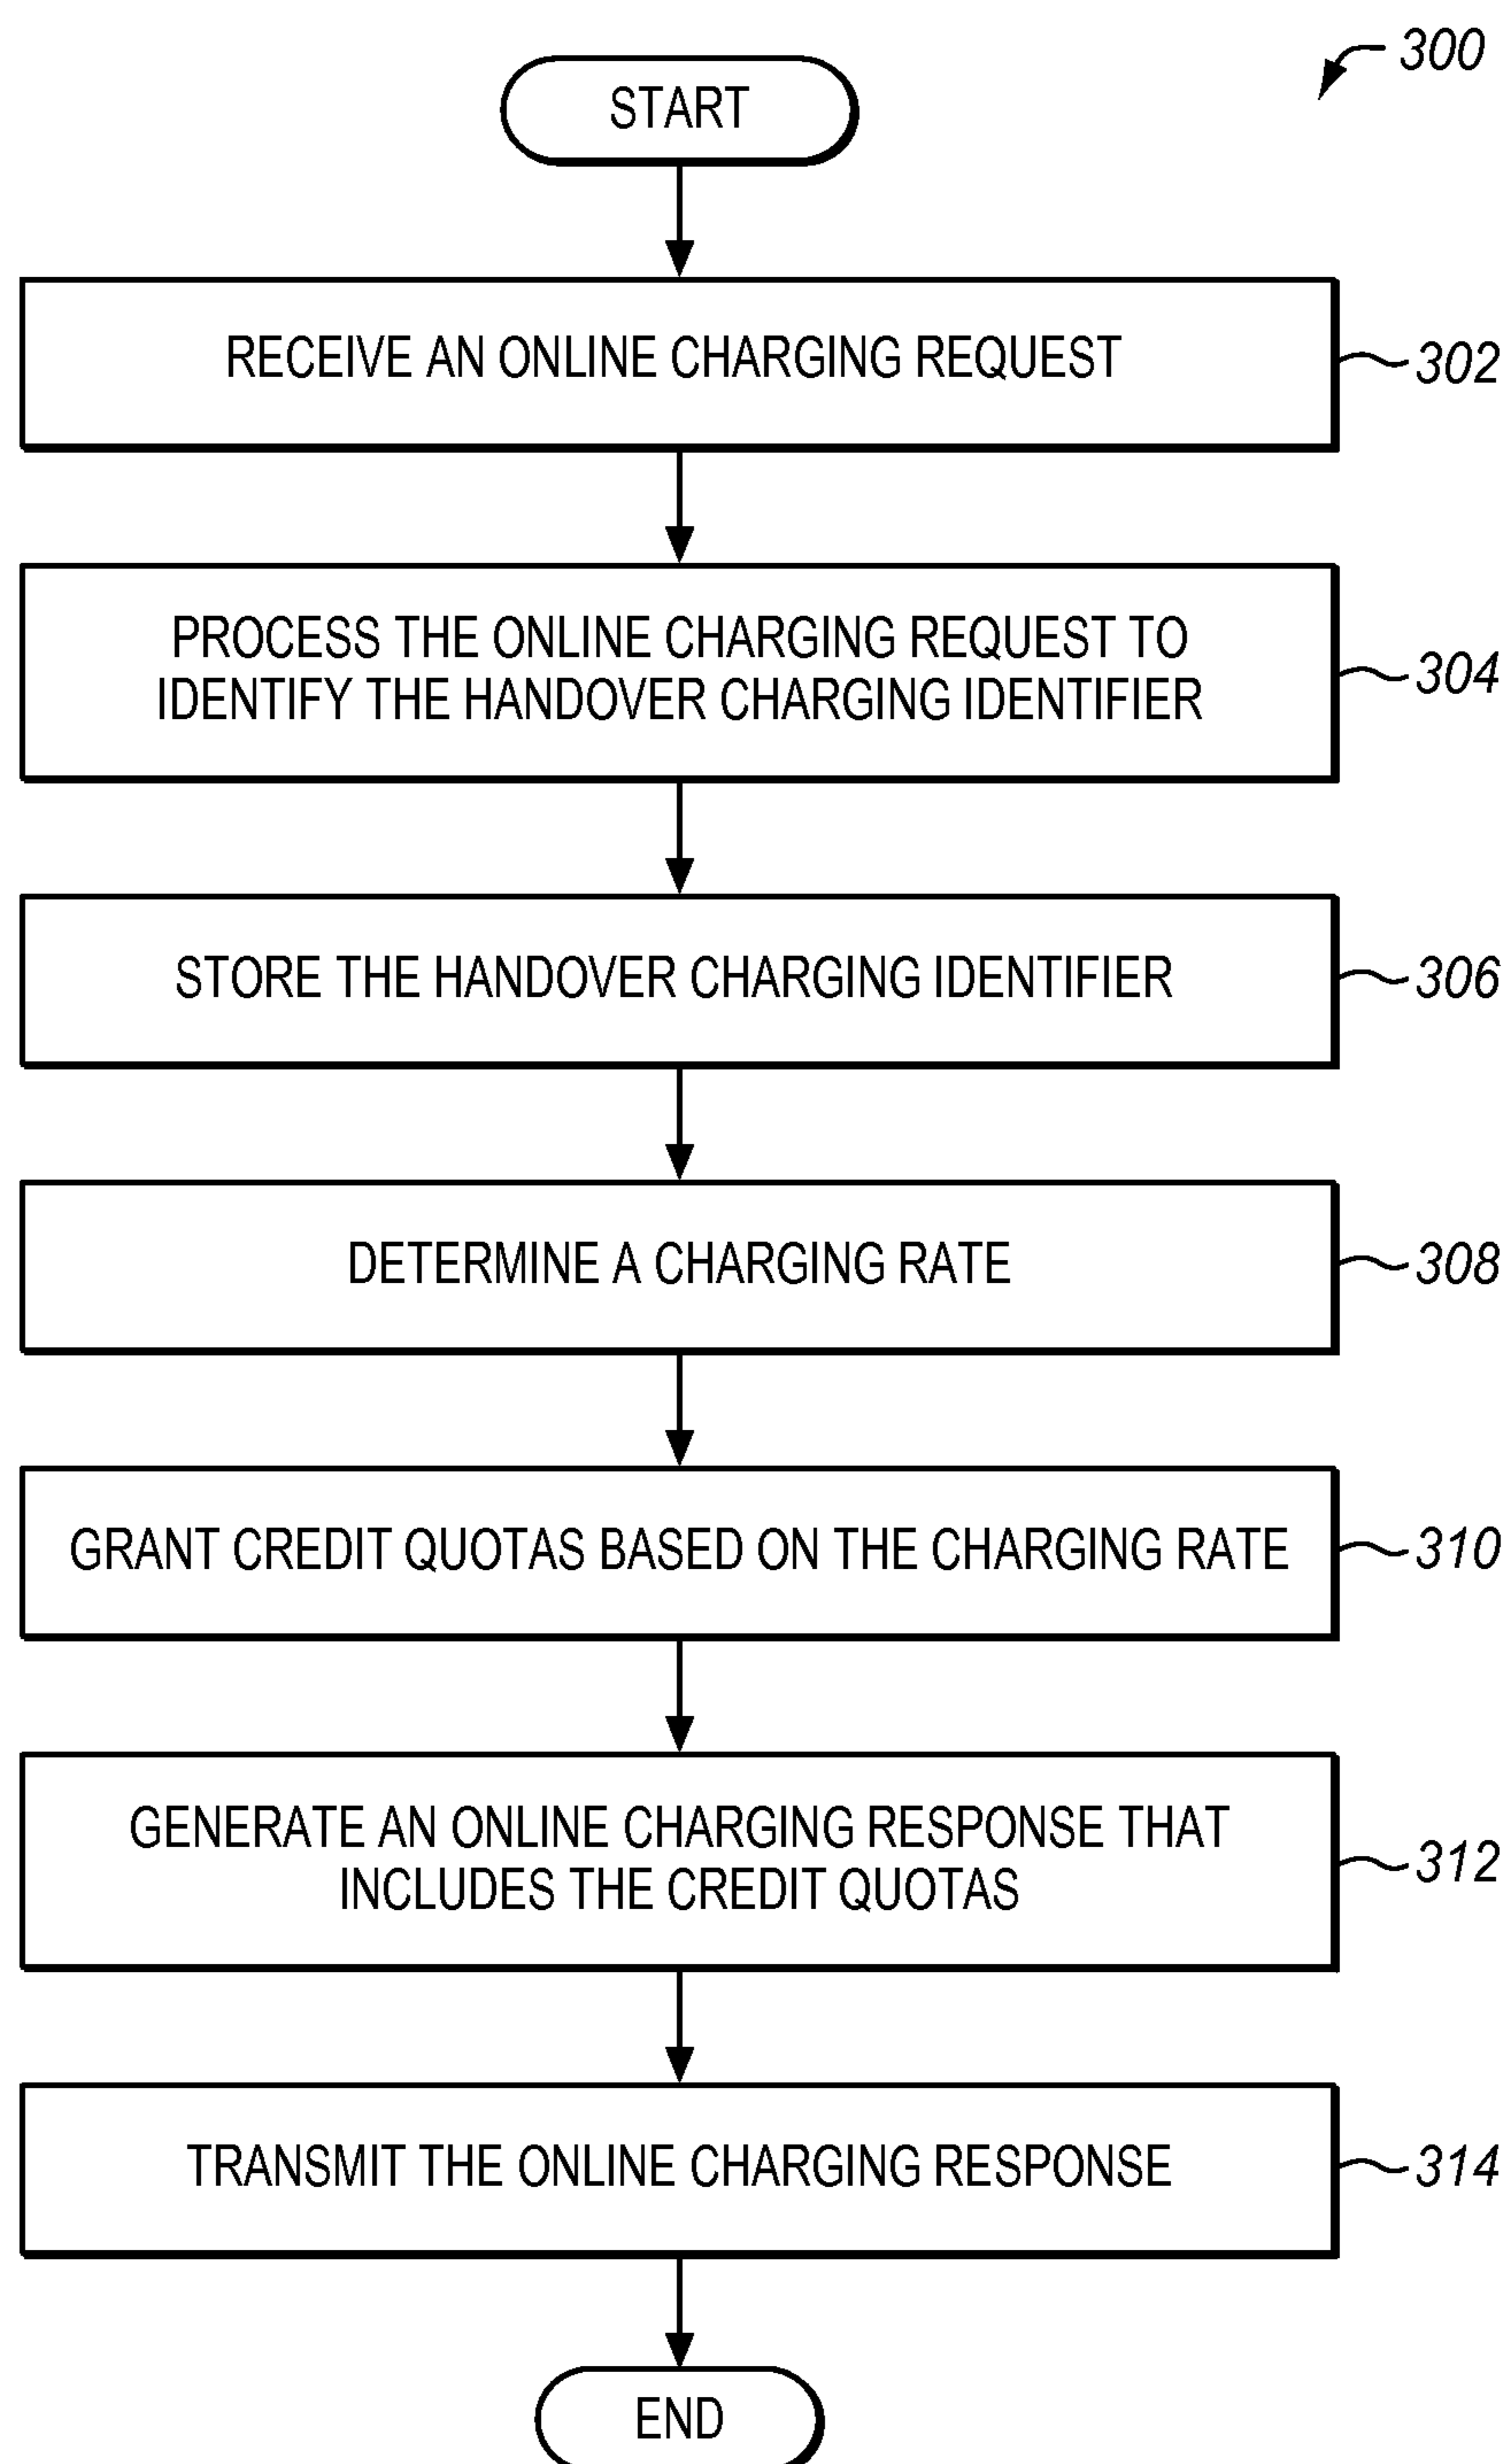 300
START
RECEIVE AN ONLINE CHARGING REQUEST
302
PROCESS THE ONLINE CHARGING REQUEST TO
IDENTIFY THE HANDOVER CHARGING IDENTIFIER
304
STORE THE HANDOVER CHARGING IDENTIFIER
306
DETERMINE A CHARGING RATE
308
GRANT CREDIT QUOTAS BASED ON THE CHARGING RATE
310
GENERATE AN ONLINE CHARGING RESPONSE THAT
INCLUDES THE CREDIT QUOTAS
312
TRANSMIT THE ONLINE CHARGING RESPONSE
314
END